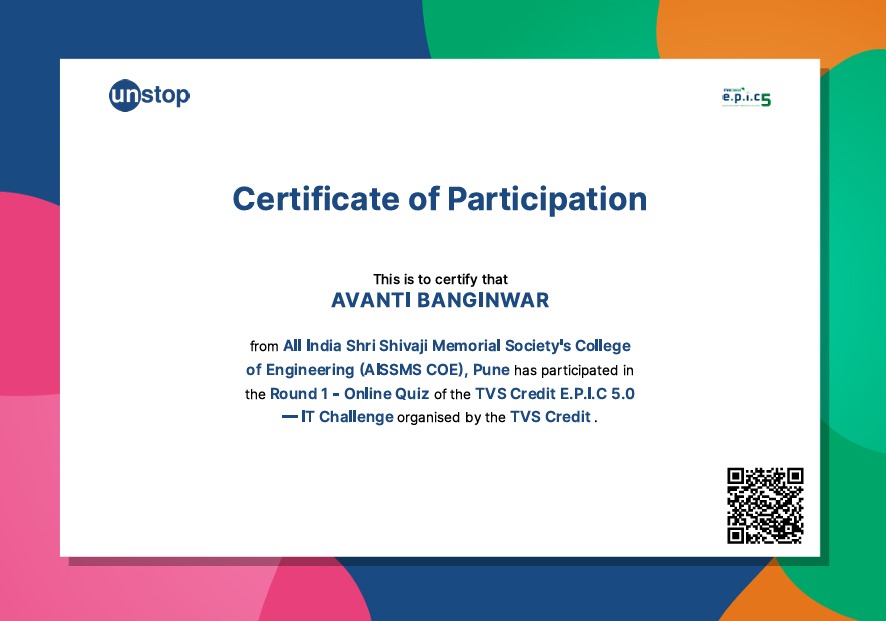 unstop
e.p.i.c 5
Certificate of Participation
This is to certify that
AVANTI BANGINWAR
from All India Shri Shivaji Memorial Society's College
of Engineering (AISSMS COE), Pune has participated in
the Round 1 - Online Quiz of the TVS Credit E.P.I.C 5.0
— IT Challenge organised by the TVS Credit .